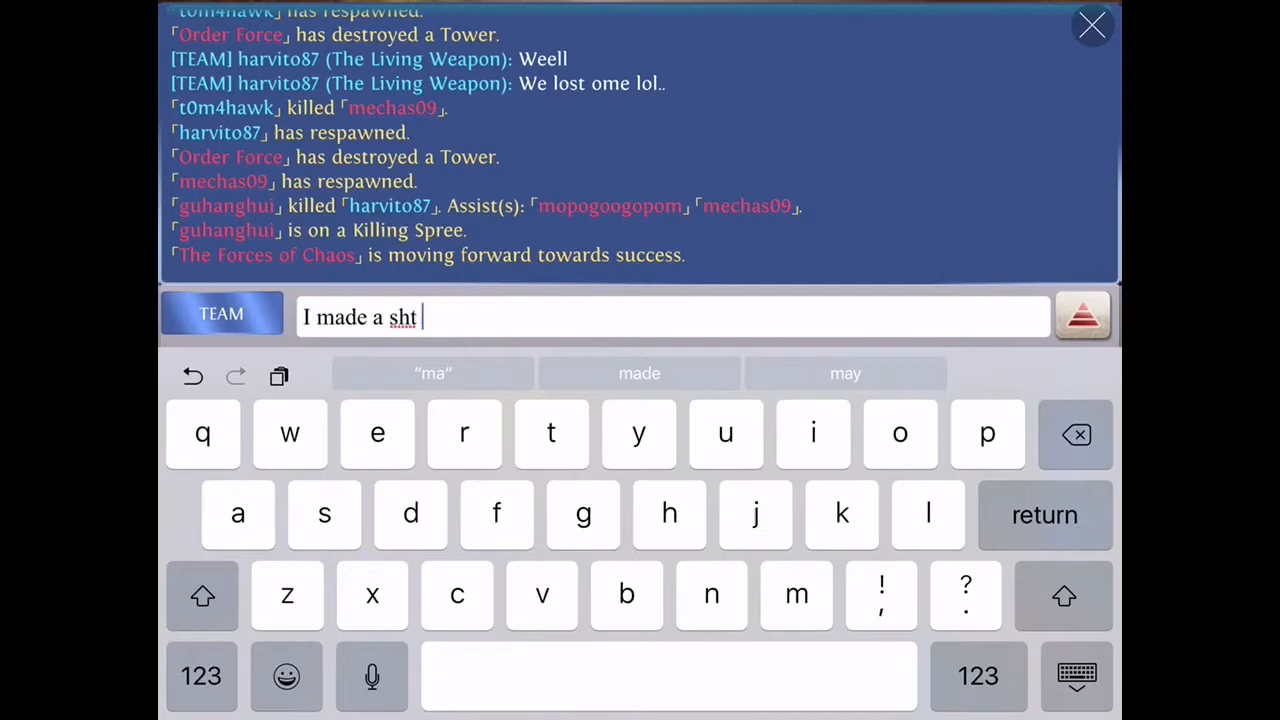 「t0m4hawk」 has respawned.
「Order Force」 has destroyed a Tower.
[TEAM] harvito87 (The Living Weapon): Weell
[TEAM] harvito87 (The Living Weapon): We lost ome lol..
「t0m4hawk」 killed 「mechas09」.
「harvito87」 has respawned.
「Order Force」 has destroyed a Tower.
「mechas09」 has respawned.
「guhanghui」 killed 「harvito87」. Assist(s): 「mopogoogopom」 「mechas09」.
「guhanghui」 is on a Killing Spree.
「The Forces of Chaos」 is moving forward towards success.
TEAM I made a sht
“ma” made may
q w e r t y u i o p
a s d f g h j k l return
z x c v b n m ! , ? .
123 123